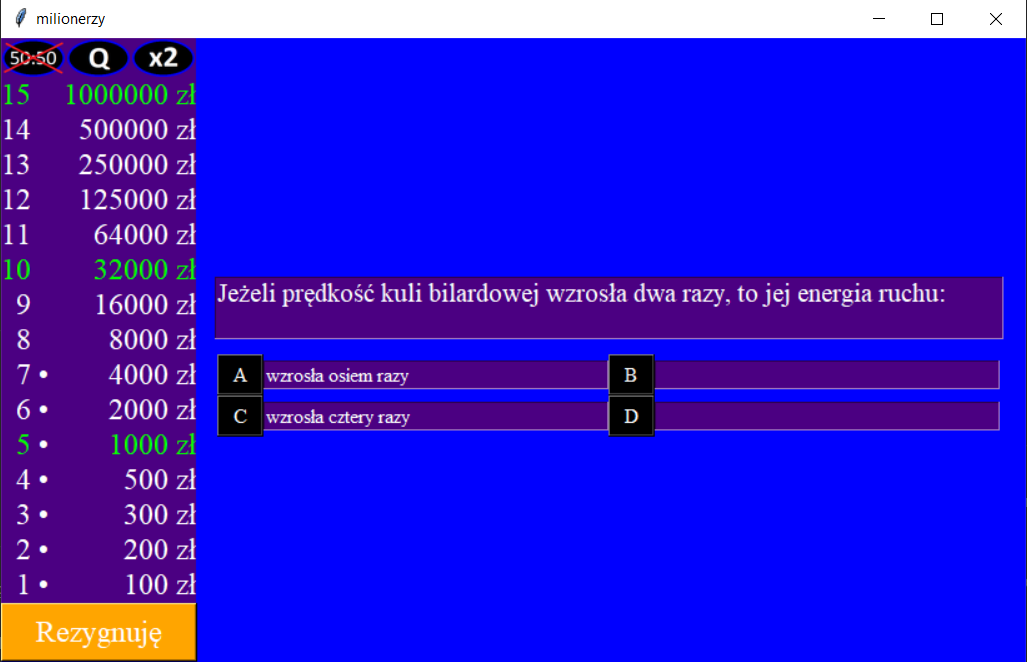 milionerzy
50:50 Q x2
15 1000000 zł
14 500000 zł
13 250000 zł
12 125000 zł
11 64000 zł
10 32000 zł
9 16000 zł
8 8000 zł
7 • 4000 zł
6 • 2000 zł
5 • 1000 zł
4 • 500 zł
3 • 300 zł
2 • 200 zł
1 • 100 zł
Rezygnuję
Jeżeli prędkość kuli bilardowej wzrosła dwa razy, to jej energia ruchu:
A wzrosła osiem razy B
C wzrosła cztery razy D